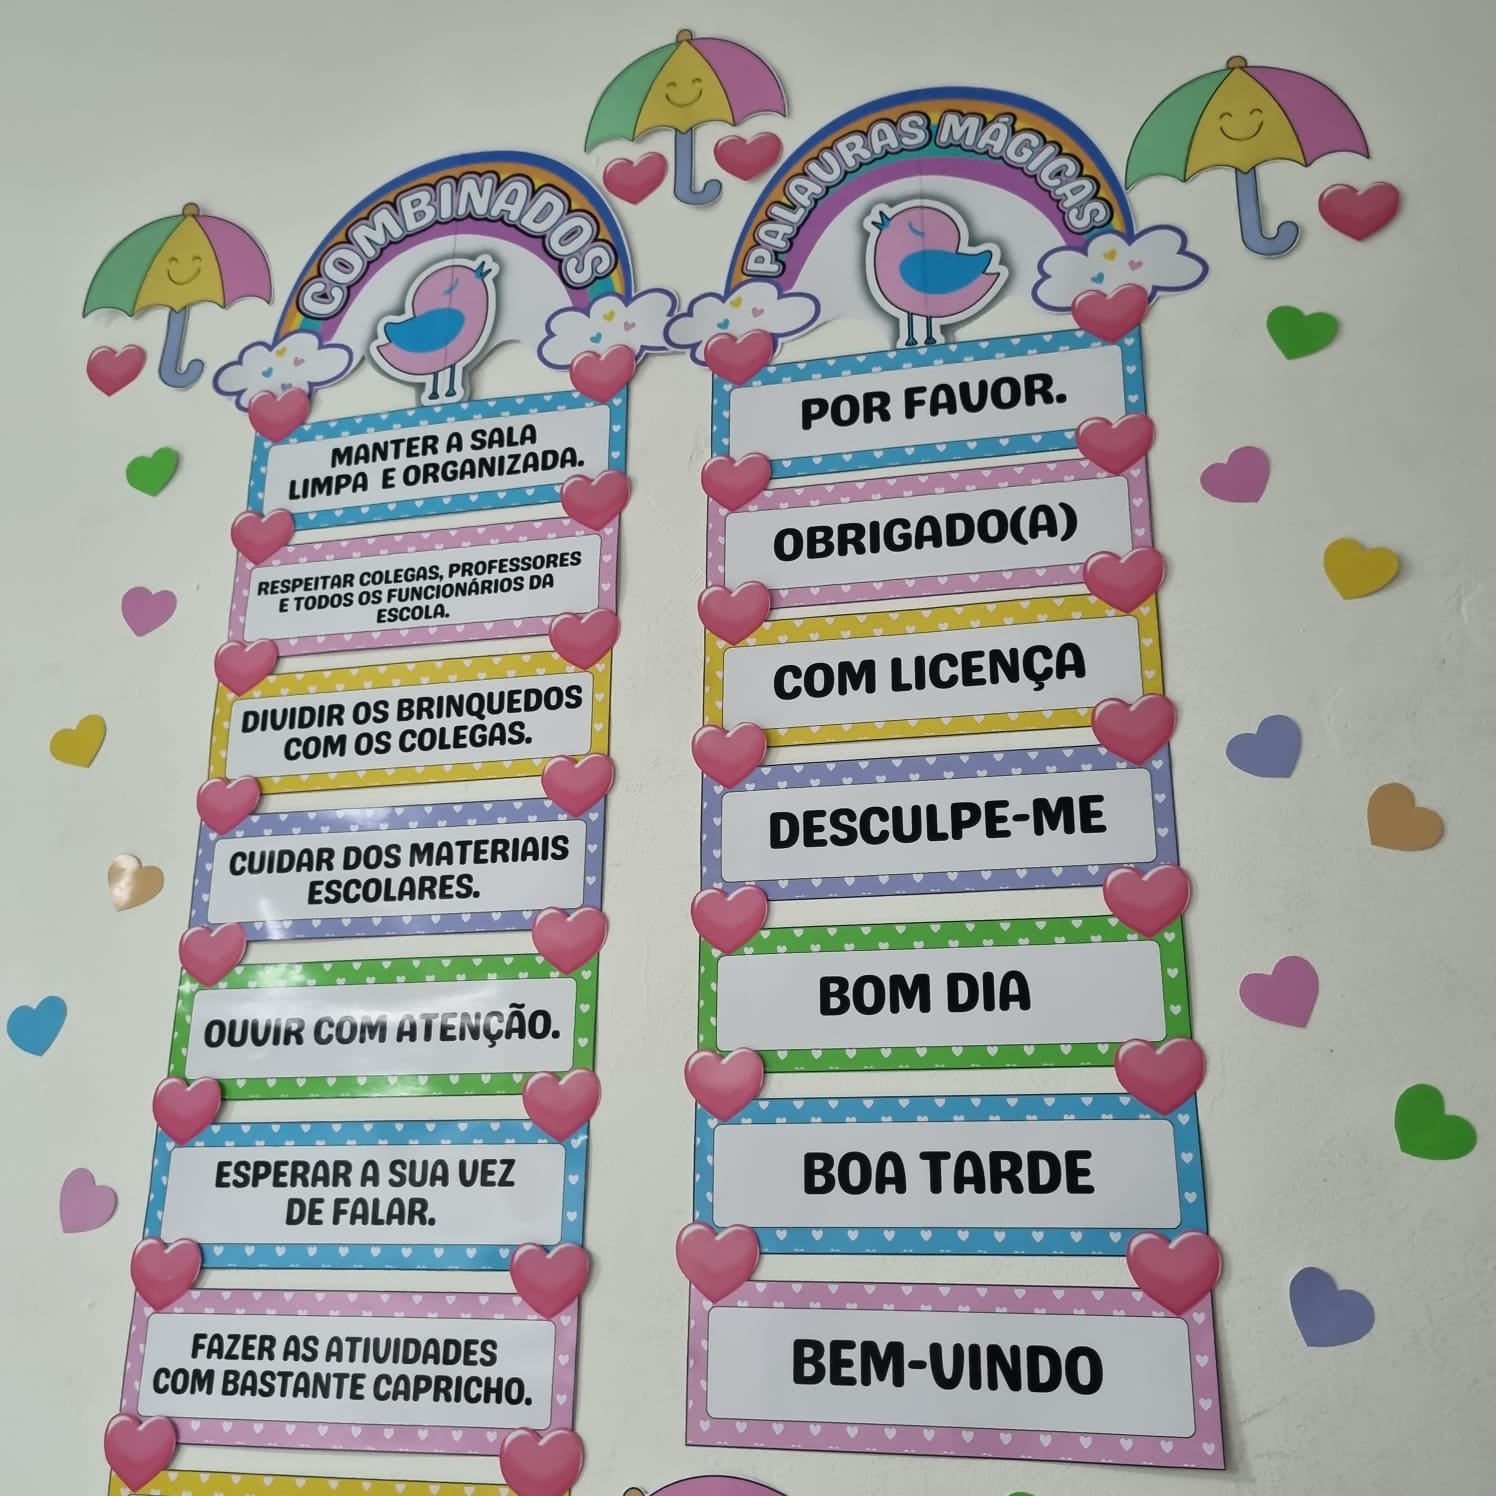 COMBINADOS
MANTER A SALA
LIMPA E ORGANIZADA.
RESPEITAR COLEGAS, PROFESSORES
E TODOS OS FUNCIONÁRIOS DA
ESCOLA.
DIVIDIR OS BRINQUEDOS
COM OS COLEGAS.
CUIDAR DOS MATERIAIS
ESCOLARES.
OUVIR COM ATENÇÃO.
ESPERAR A SUA VEZ
DE FALAR.
FAZER AS ATIVIDADES
COM BASTANTE CAPRICHO.
PALAVRAS MÁGICAS
POR FAVOR.
OBRIGADO(A)
COM LICENÇA
DESCULPE-ME
BOM DIA
BOA TARDE
BEM-VINDO